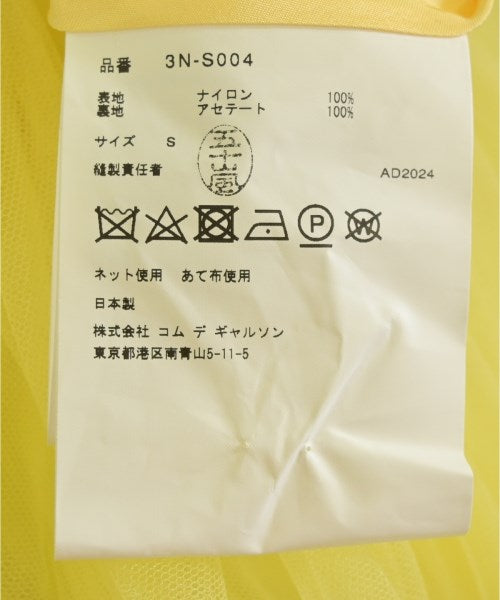 品番 3N-S004
表地 ナイロン 100%
裏地 アセテート 100%
サイズ S
縫製責任者 五十嵐
AD2024
P
W
ネット使用 あて布使用
日本製
株式会社 コム デ ギャルソン
東京都港区南青山5-11-5